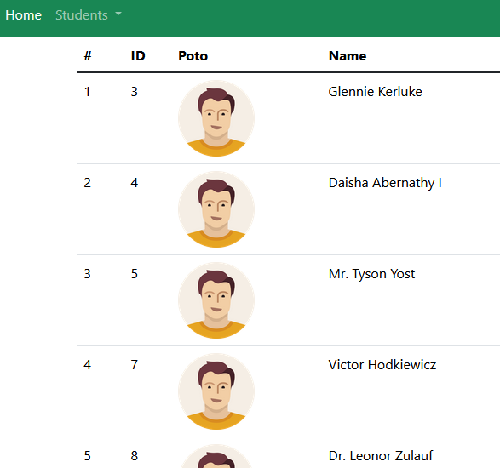 Home Students
# ID Poto Name
1 3 Glennie Kerluke
2 4 Daisha Abernathy I
3 5 Mr. Tyson Yost
4 7 Victor Hodkiewicz
5 8 Dr. Leonor Zulauf